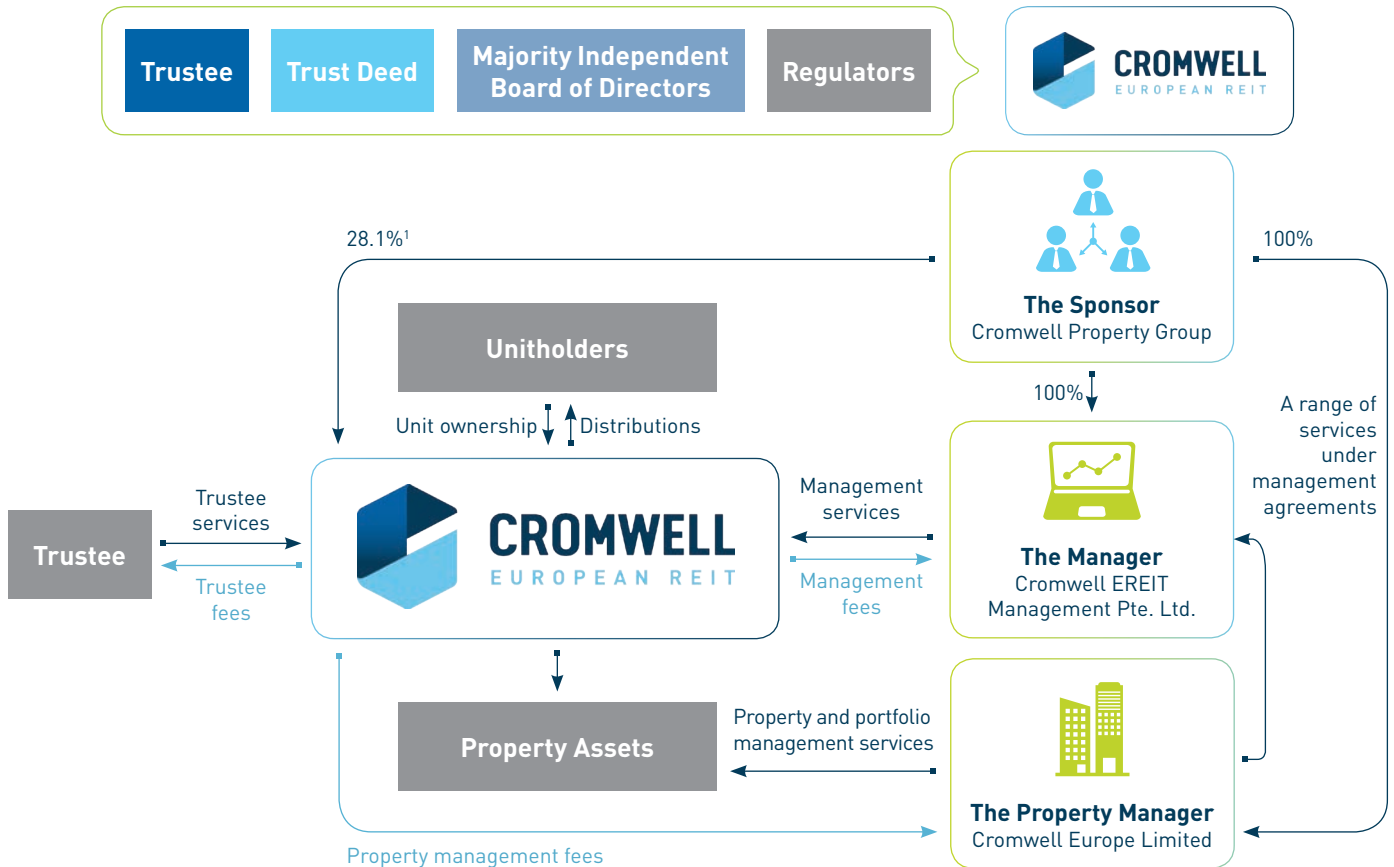 Trustee
Trust Deed
Majority Independent
Board of Directors
Regulators
CROMWELL
EUROPEAN REIT
28.1%1
100%
The Sponsor
Cromwell Property Group
Unitholders
100%
A range of
services
under
management
agreements
Unit ownership
Distributions
Trustee
services
Trustee
Trustee
fees
CROMWELL
EUROPEAN REIT
Management
services
Management
fees
The Manager
Cromwell EREIT
Management Pte. Ltd.
Property Assets
Property and portfolio
management services
The Property Manager
Cromwell Europe Limited
Property management fees